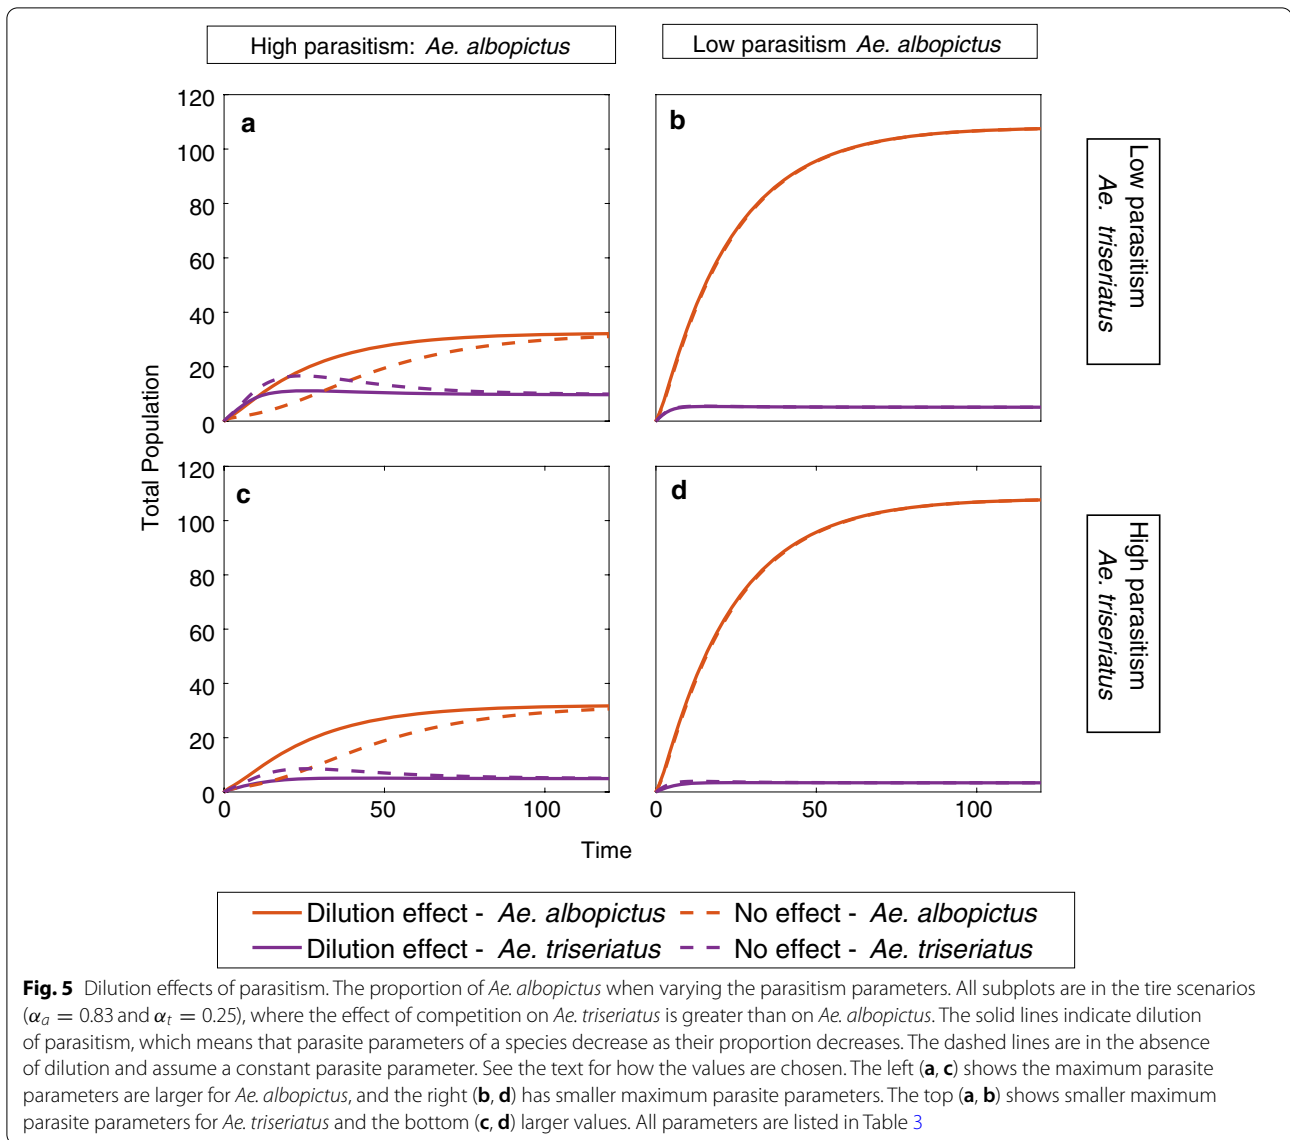 High parasitism: Ae. albopictus
Low parasitism Ae. albopictus
120
100
80
60
40
20
0
a
b
Low parasitism
Ae. triseriatus
Total Population
120
100
80
60
40
20
0
c
d
High parasitism
Ae. triseriatus
0 50 100
0 50 100
Time
Dilution effect - Ae. albopictus No effect - Ae. albopictus
Dilution effect - Ae. triseriatus No effect - Ae. triseriatus
Fig. 5 Dilution effects of parasitism. The proportion of Ae. albopictus when varying the parasitism parameters. All subplots are in the tire scenarios
(αₐ = 0.83 and αₜ = 0.25), where the effect of competition on Ae. triseriatus is greater than on Ae. albopictus. The solid lines indicate dilution
of parasitism, which means that parasite parameters of a species decrease as their proportion decreases. The dashed lines are in the absence
of dilution and assume a constant parasite parameter. See the text for how the values are chosen. The left (a, c) shows the maximum parasite
parameters are larger for Ae. albopictus, and the right (b, d) has smaller maximum parasite parameters. The top (a, b) shows smaller maximum
parasite parameters for Ae. triseriatus and the bottom (c, d) larger values. All parameters are listed in Table 3